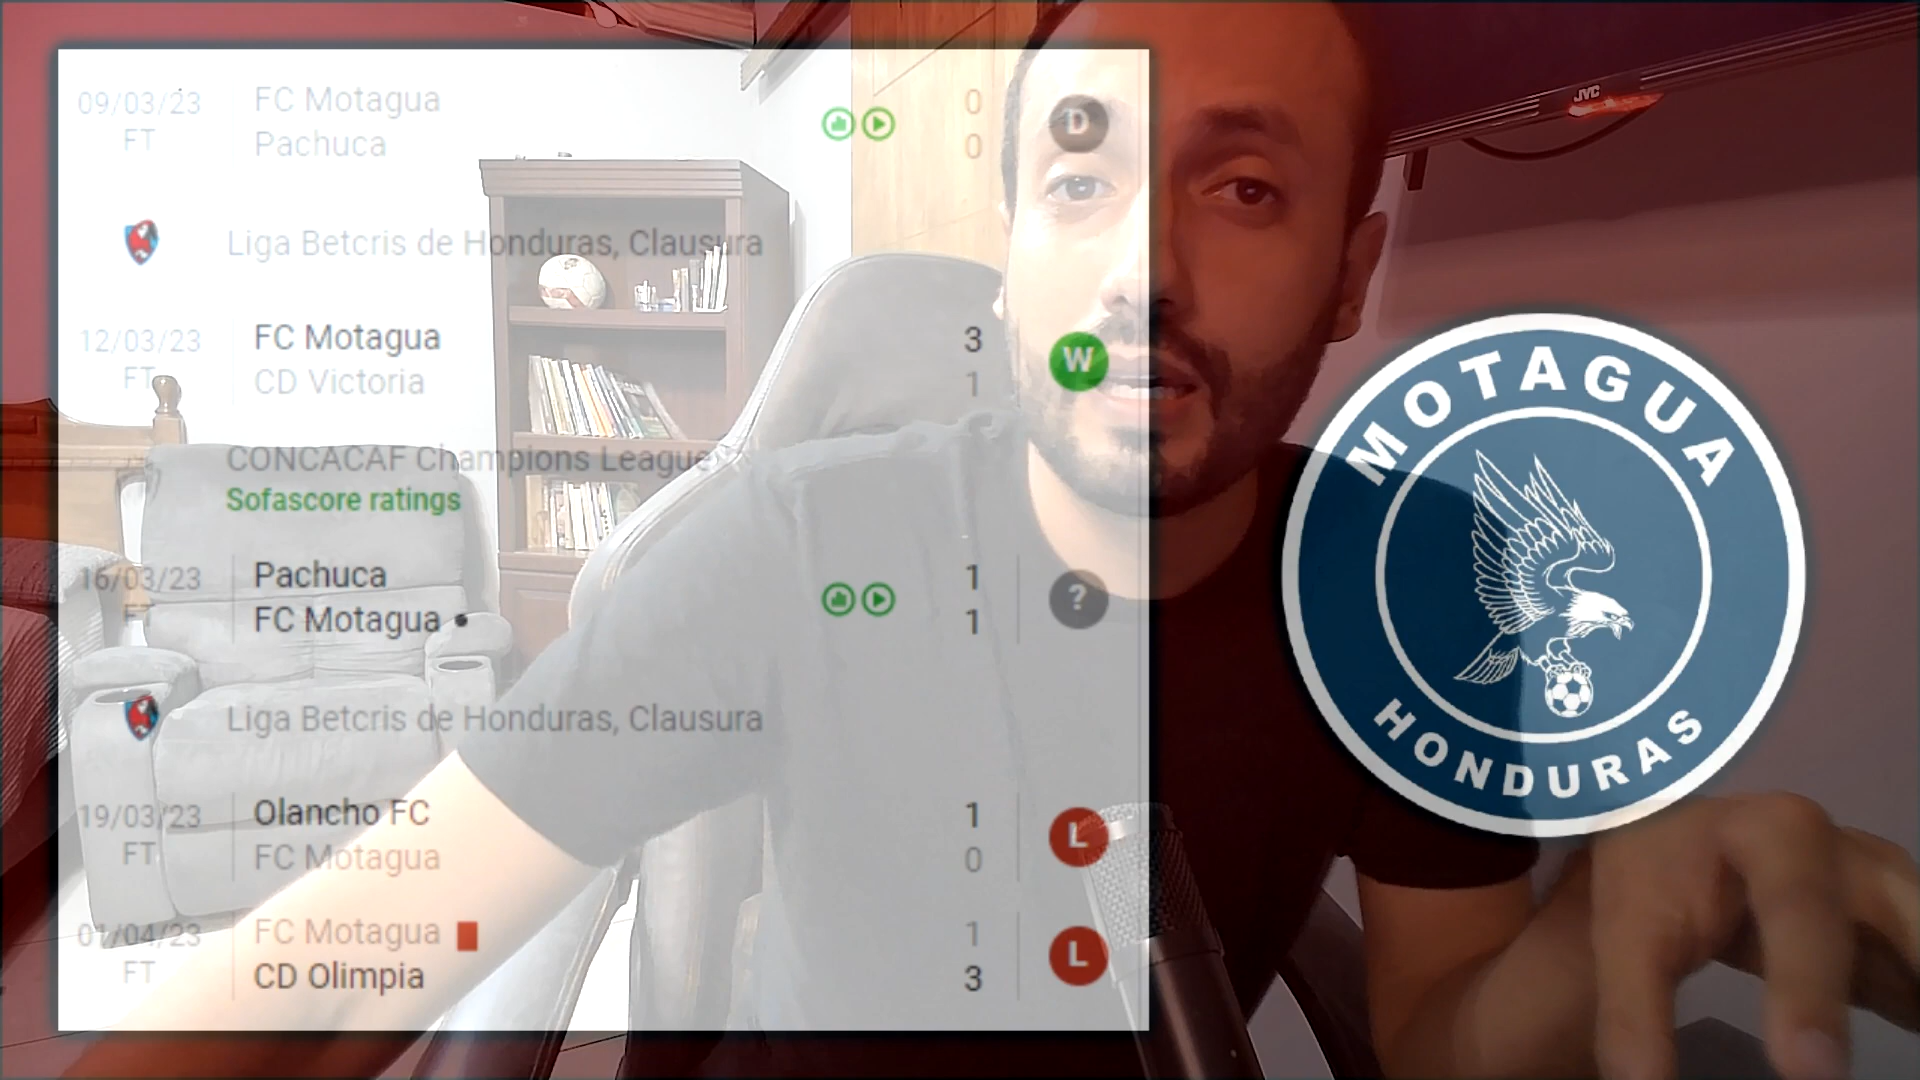 09/03/23 FC Motagua 0 D
FT Pachuca 0
Liga Betcris de Honduras, Clausura
12/03/23 FC Motagua 3 W
FT CD Victoria 1
CONCACAF Champions League
Sofascore ratings
16/03/23 Pachuca 1 ?
FT FC Motagua 1
Liga Betcris de Honduras, Clausura
19/03/23 Olancho FC 1 L
FT FC Motagua 0
01/04/23 FC Motagua 1 L
FT CD Olimpia 3
JVC
MOTAGUA
HONDURAS